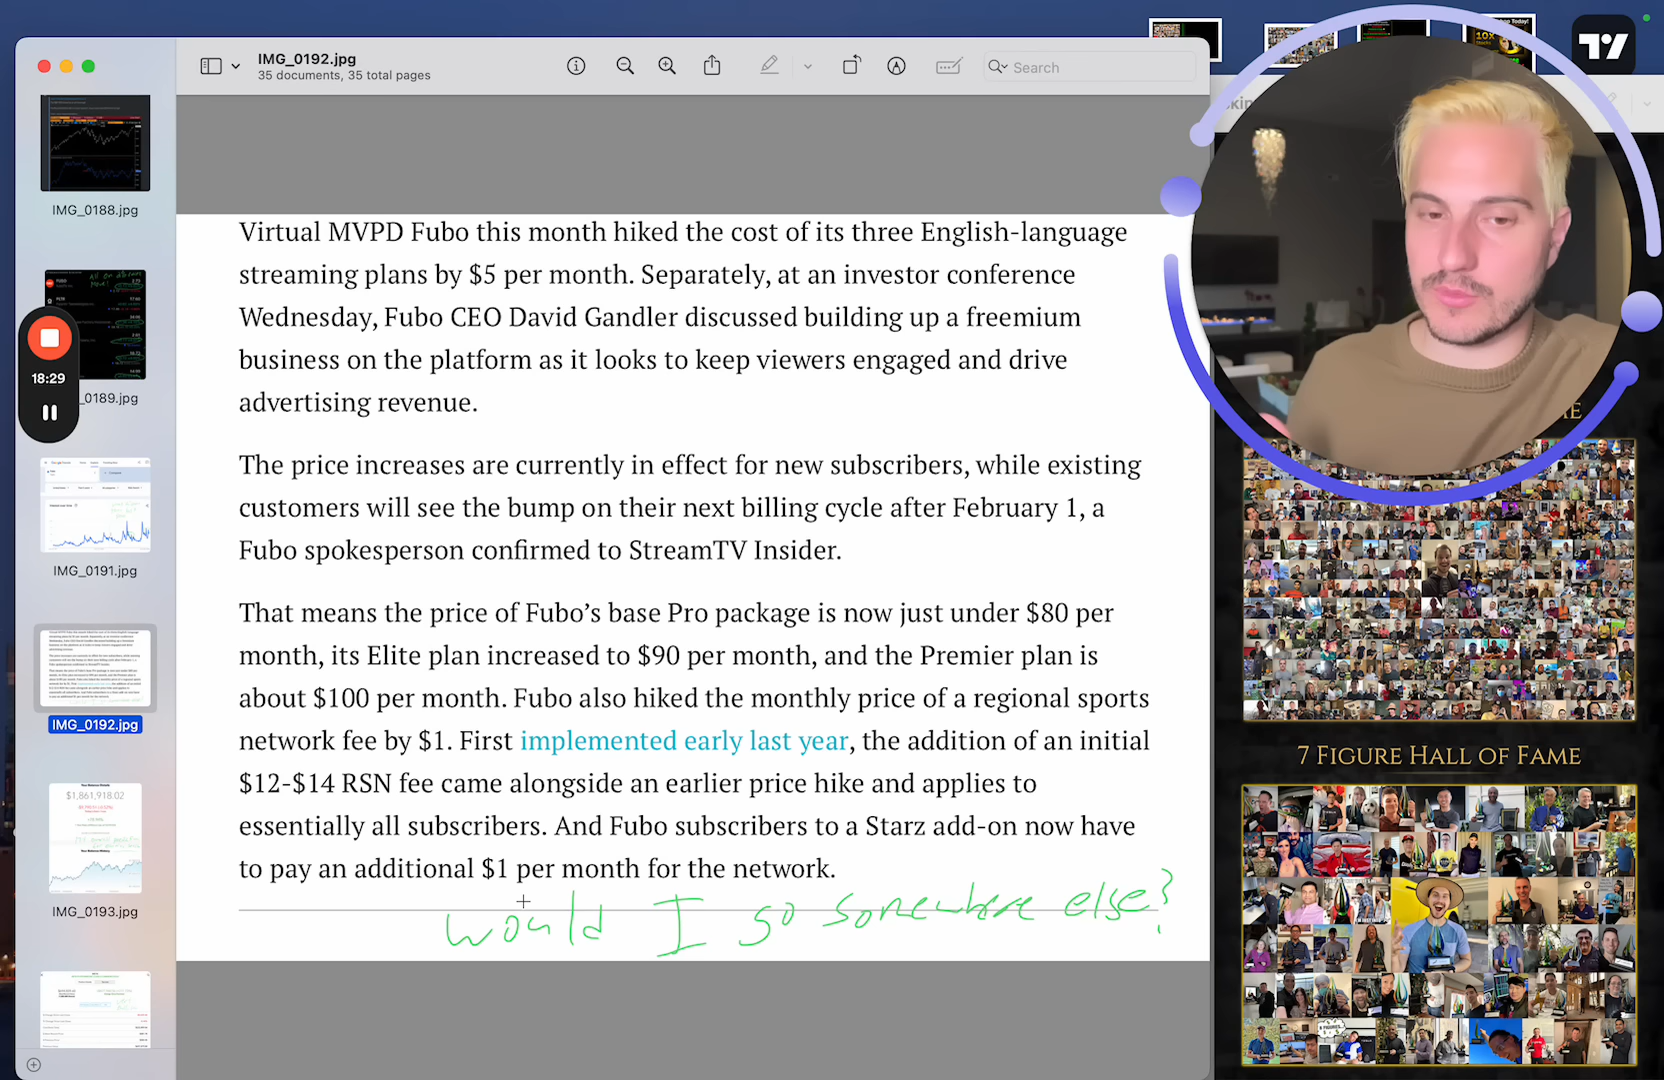 IMG_0192.jpg
35 documents, 35 total pages
Search
IMG_0188.jpg
18:29
_0189.jpg
IMG_0191.jpg
IMG_0192.jpg
$1,861,918.02
IMG_0193.jpg
Virtual MVPD Fubo this month hiked the cost of its three English-language
streaming plans by $5 per month. Separately, at an investor conference
Wednesday, Fubo CEO David Gandler discussed building up a freemium
business on the platform as it looks to keep viewers engaged and drive
advertising revenue.
The price increases are currently in effect for new subscribers, while existing
customers will see the bump on their next billing cycle after February 1, a
Fubo spokesperson confirmed to StreamTV Insider.
That means the price of Fubo’s base Pro package is now just under $80 per
month, its Elite plan increased to $90 per month, and the Premier plan is
about $100 per month. Fubo also hiked the monthly price of a regional sports
network fee by $1. First implemented early last year, the addition of an initial
$12-$14 RSN fee came alongside an earlier price hike and applies to
essentially all subscribers. And Fubo subscribers to a Starz add-on now have
to pay an additional $1 per month for the network.
would I go somewhere else?
7 FIGURE HALL OF FAME